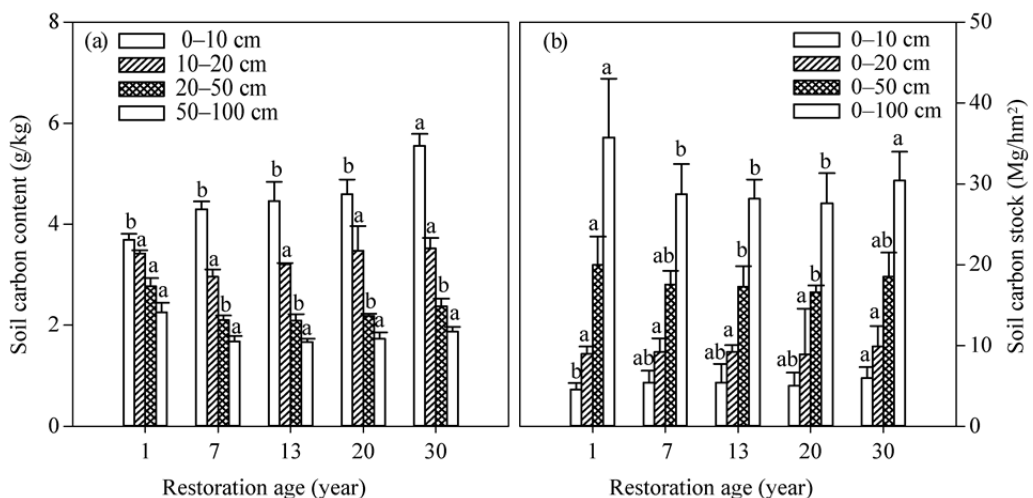 (a)
0–10 cm
10–20 cm
20–50 cm
50–100 cm
8
6
4
2
0
Soil carbon content (g/kg)
b a a a
b a b a
b a b a
b a b a
a a b a
1 7 13 20 30
Restoration age (year)
(b)
0–10 cm
0–20 cm
0–50 cm
0–100 cm
50
40
30
20
10
0
Soil carbon stock (Mg/hm²)
b a a a
ab a ab b
ab a b b
ab a b b
a a ab a
1 7 13 20 30
Restoration age (year)